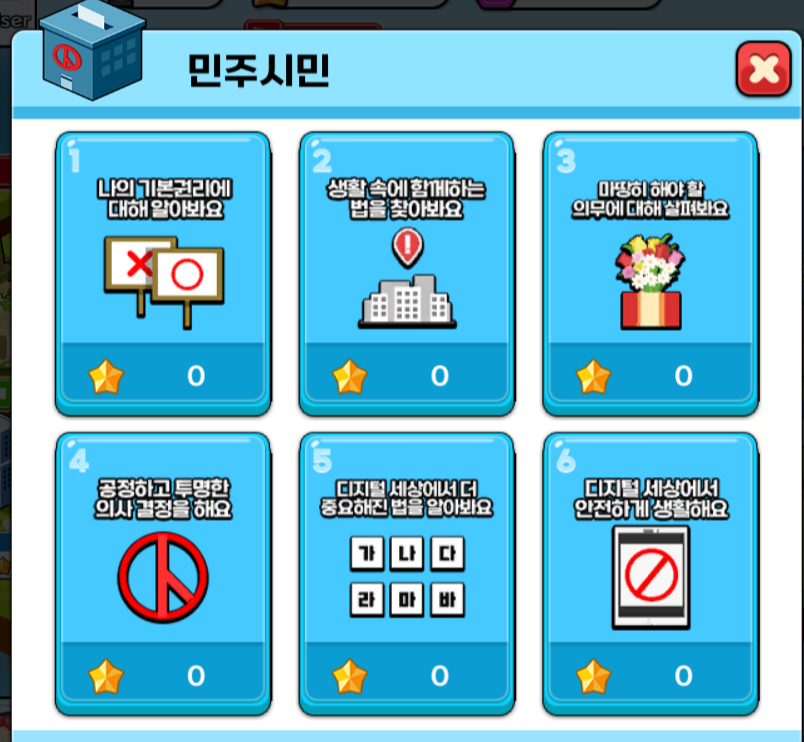 ser
민주시민
1
나의 기본권리에
대해 알아봐요
0
2
생활 속에 함께하는
법을 찾아봐요
0
3
마땅히 해야 할
의무에 대해 살펴봐요
0
4
공정하고 투명한
의사 결정을 해요
0
5
디지털 세상에서 더
중요해진 법을 알아봐요
가 나 다
라 마 바
0
6
디지털 세상에서
안전하게 생활해요
0